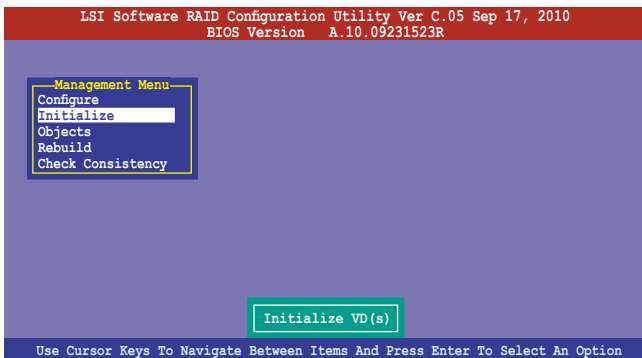 LSI Software RAID Configuration Utility Ver C.05 Sep 17, 2010
BIOS Version A.10.09231523R
Management Menu
Configure
Initialize
Objects
Rebuild
Check Consistency
Initialize VD(s)
Use Cursor Keys To Navigate Between Items And Press Enter To Select An Option